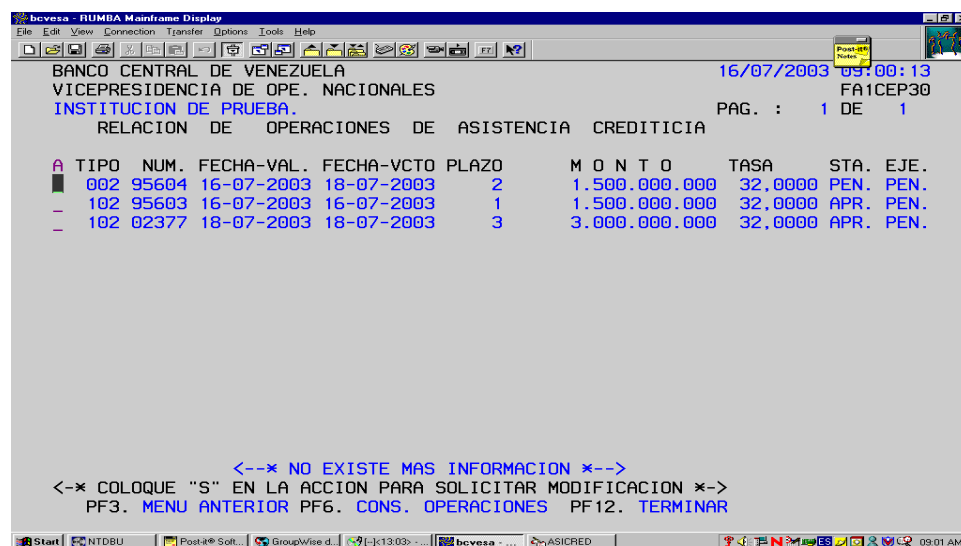 bcvesa - RUMBA Mainframe Display
File Edit View Connection Transfer Options Tools Help
Post-it® Notes
BANCO CENTRAL DE VENEZUELA 16/07/2003 09:00:13
VICEPRESIDENCIA DE OPE. NACIONALES FA1CEP30
INSTITUCION DE PRUEBA. PAG. : 1 DE 1
RELACION DE OPERACIONES DE ASISTENCIA CREDITICIA
A TIPO NUM. FECHA-VAL. FECHA-VCTO PLAZO M O N T O TASA STA. EJE.
002 95604 16-07-2003 18-07-2003 2 1.500.000.000 32,0000 PEN. PEN.
_ 102 95603 16-07-2003 16-07-2003 1 1.500.000.000 32,0000 APR. PEN.
_ 102 02377 18-07-2003 18-07-2003 3 3.000.000.000 32,0000 APR. PEN.
<--* NO EXISTE MAS INFORMACION *-->
<-* COLOQUE "S" EN LA ACCION PARA SOLICITAR MODIFICACION *->
PF3. MENU ANTERIOR PF6. CONS. OPERACIONES PF12. TERMINAR
Start NTDBU Post-it® Soft... GroupWise d... [-]<13:03> - ... bcvesa - ... ASICRED ES 09:01 AM